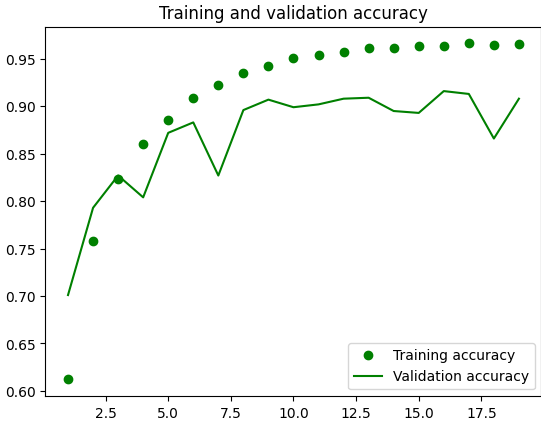 Training and validation accuracy
0.95
0.90
0.85
0.80
0.75
0.70
0.65
0.60
Training accuracy
Validation accuracy
2.5 5.0 7.5 10.0 12.5 15.0 17.5